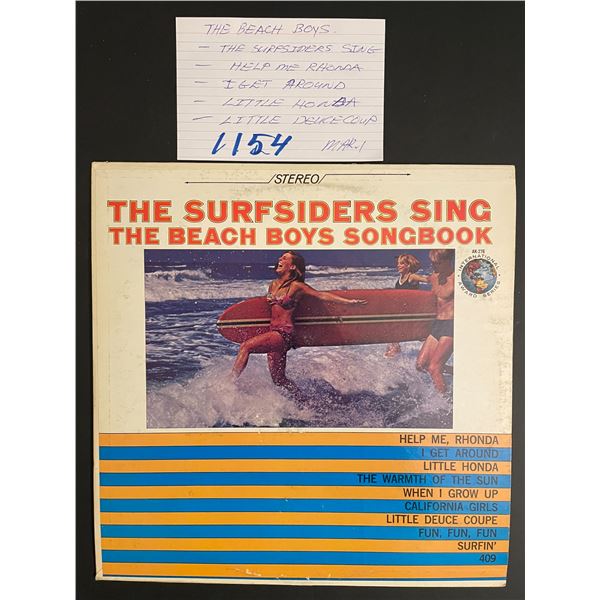 THE BEACH BOYS.
- THE SURFSIDERS SING
- HELP ME RHONDA
- I GET AROUND
- LITTLE HONDA
- LITTLE DEUCE COUP
1154 MAR.1
/STEREO/
THE SURFSIDERS SING
THE BEACH BOYS SONGBOOK
AK-276
INTERNATIONAL
AWARD SERIES
HELP ME, RHONDA
I GET AROUND
LITTLE HONDA
THE WARMTH OF THE SUN
WHEN I GROW UP
CALIFORNIA GIRLS
LITTLE DEUCE COUPE
FUN, FUN, FUN
SURFIN'
409